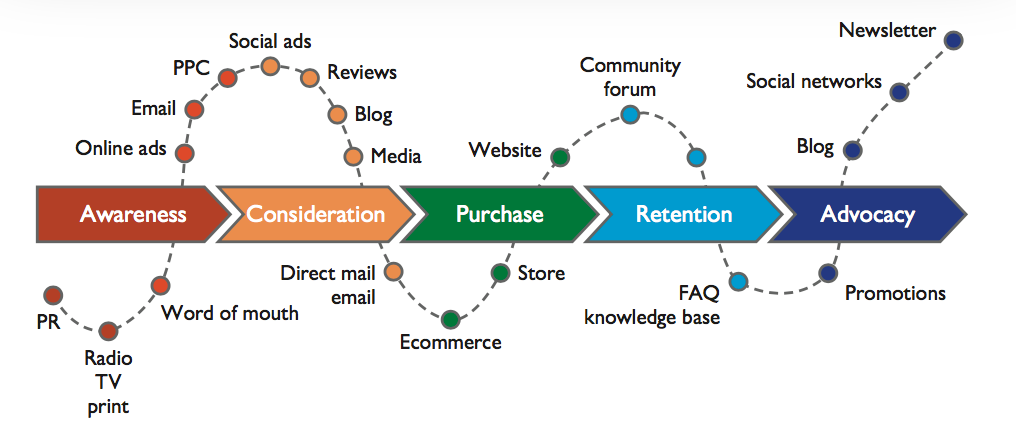 Newsletter
Social ads
PPC
Reviews
Community
forum
Social networks
Email
Blog
Online ads
Media
Website
Blog
Awareness
Consideration
Purchase
Retention
Advocacy
Direct mail
email
Store
FAQ
knowledge base
Promotions
PR
Word of mouth
Ecommerce
Radio
TV
print